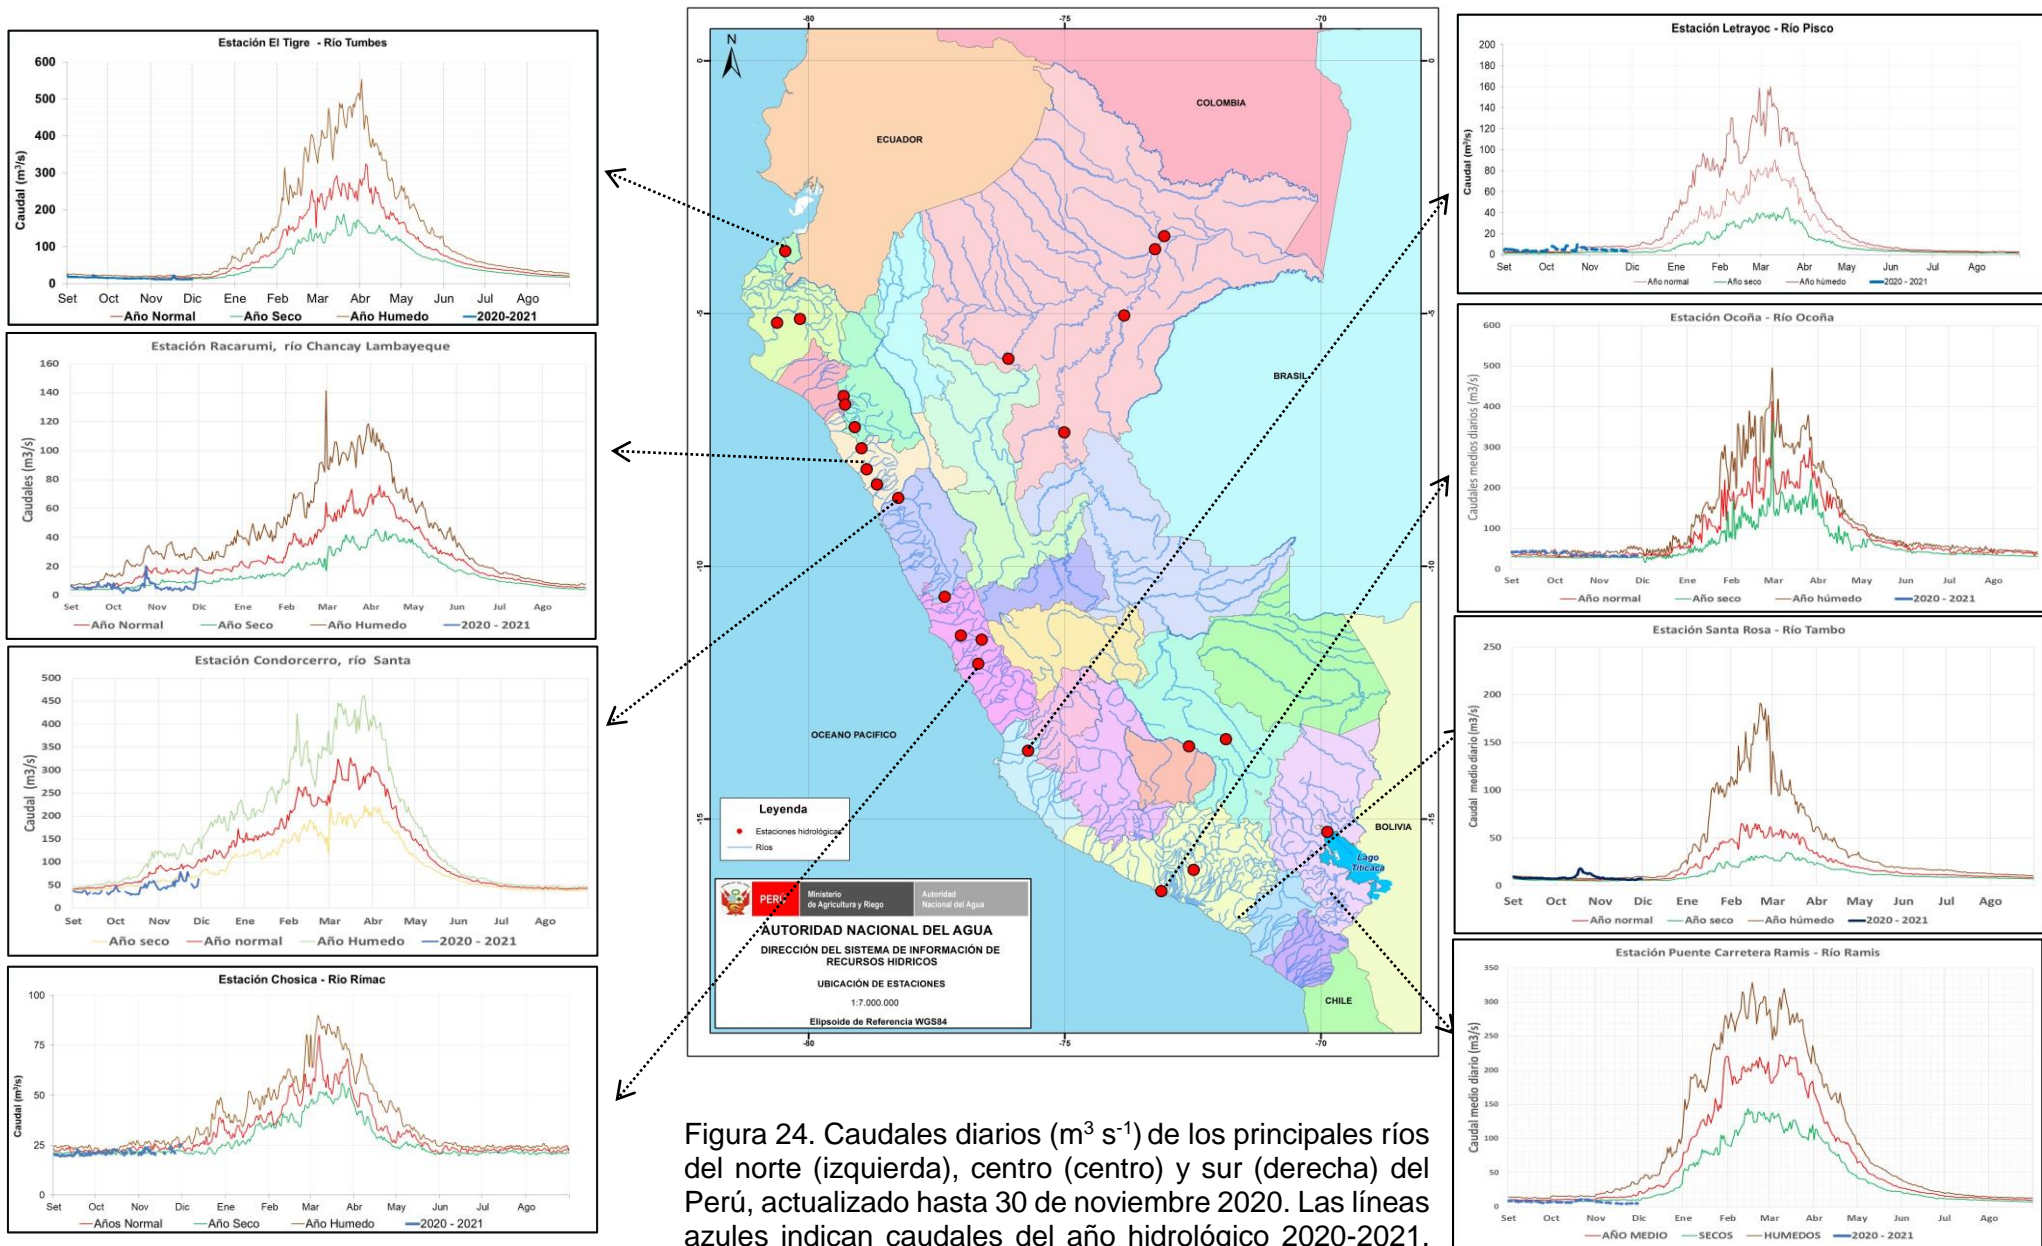 Estación El Tigre - Río Tumbes
Caudal (m³/s)
600
500
400
300
200
100
0
Set Oct Nov Dic Ene Feb Mar Abr May Jun Jul Ago
Año Normal Año Seco Año Humedo 2020-2021
Estación Racarumi, río Chancay Lambayeque
Caudales (m3/s)
160
140
120
100
80
60
40
20
0
Set Oct Nov Dic Ene Feb Mar Abr May Jun Jul Ago
Año Normal Año Seco Año Humedo 2020 - 2021
Estación Condorcerro, río Santa
Caudal (m3/s)
500
450
400
350
300
250
200
150
100
50
0
Set Oct Nov Dic Ene Feb Mar Abr May Jun Jul Ago
Año seco Año normal Año Humedo 2020 - 2021
Estación Chosica - Río Rímac
Caudal (m³/s)
100
75
50
25
0
Set Oct Nov Dic Ene Feb Mar Abr May Jun Jul Ago
Años Normal Año Seco Año Humedo 2020 - 2021
-80 -75 -70
N
0
-5
-10
-15
0
-5
-10
-15
COLOMBIA
ECUADOR
BRASIL
OCEANO PACIFICO
BOLIVIA
Lago
Titicaca
CHILE
Leyenda
Estaciones hidrológicas
Ríos
PERÚ
Ministerio
de Agricultura y Riego
Autoridad
Nacional del Agua
AUTORIDAD NACIONAL DEL AGUA
DIRECCIÓN DEL SISTEMA DE INFORMACIÓN DE
RECURSOS HIDRICOS
UBICACIÓN DE ESTACIONES
1:7.000.000
Elipsoide de Referencia WGS84
-80 -75 -70
Figura 24. Caudales diarios (m³ s⁻¹) de los principales ríos
del norte (izquierda), centro (centro) y sur (derecha) del
Perú, actualizado hasta 30 de noviembre 2020. Las líneas
azules indican caudales del año hidrológico 2020-2021.
Estación Letrayoc - Río Pisco
Caudal (m³/s)
200
180
160
140
120
100
80
60
40
20
0
Set Oct Nov Dic Ene Feb Mar Abr May Jun Jul Ago
Año normal Año seco Año húmedo 2020 - 2021
Estación Ocoña - Río Ocoña
Caudales medios diarios (m3/s)
600
500
400
300
200
100
0
Set Oct Nov Dic Ene Feb Mar Abr May Jun Jul Ago
Año normal Año seco Año húmedo 2020 - 2021
Estación Santa Rosa - Río Tambo
Caudal medio diario (m3/s)
250
200
150
100
50
0
Set Oct Nov Dic Ene Feb Mar Abr May Jun Jul Ago
Año normal Año seco Año húmedo 2020 - 2021
Estación Puente Carretera Ramis - Río Ramis
Caudal medio diario (m3/s)
350
300
250
200
150
100
50
0
Set Oct Nov Dic Ene Feb Mar Abr May Jun Jul Ago
AÑO MEDIO SECOS HUMEDOS 2020 - 2021